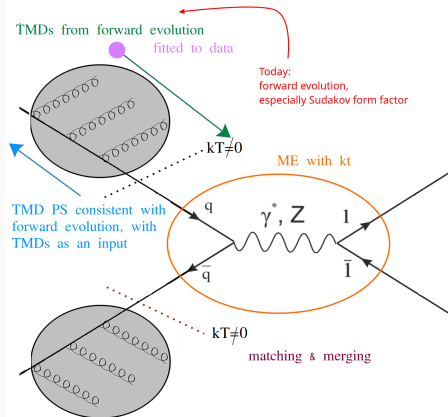 TMDs from forward evolution
fitted to data
Today:
forward evolution,
especially Sudakov form factor
kT≠0
ME with kt
TMD PS consistent with
forward evolution, with
TMDs as an input
q
γ*, Z
l
q̄
l̄
kT≠0
matching & merging